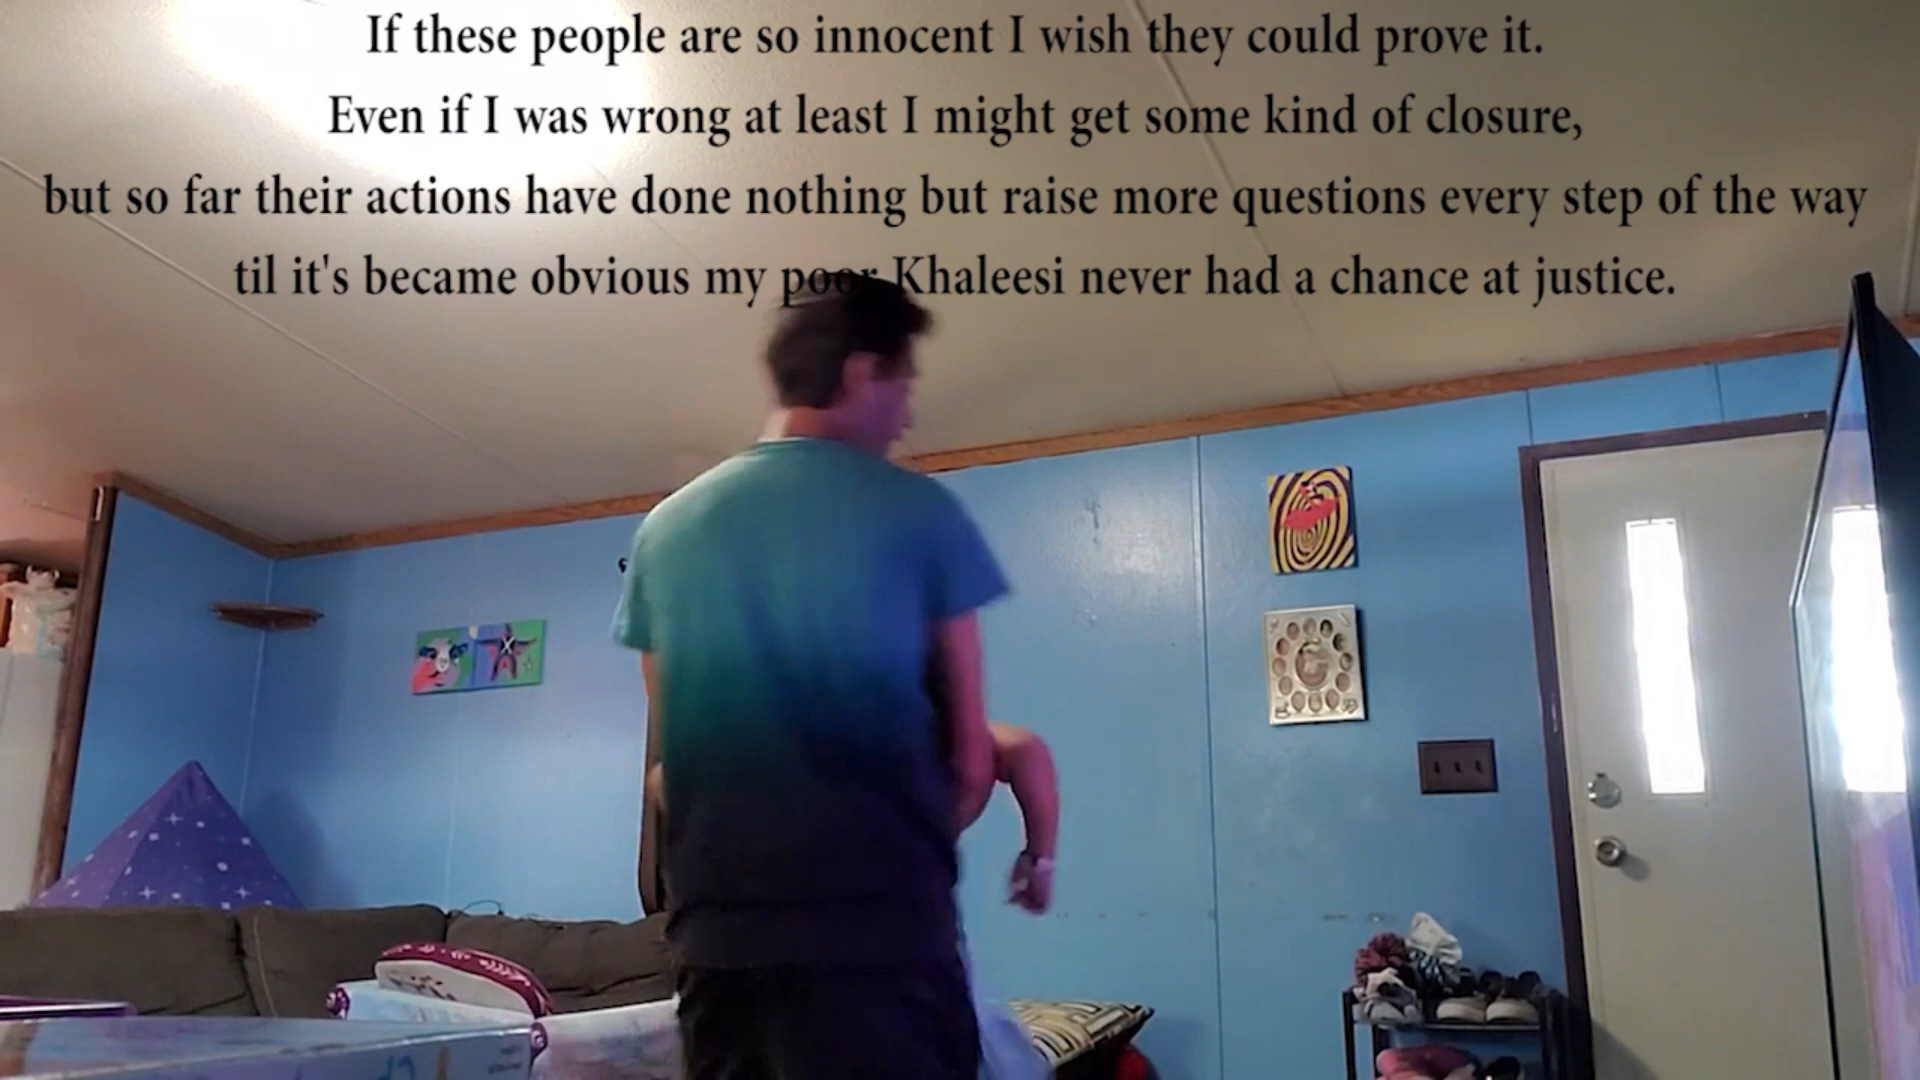 If these people are so innocent I wish they could prove it.
Even if I was wrong at least I might get some kind of closure,
but so far their actions have done nothing but raise more questions every step of the way
til it's became obvious my poor Khaleesi never had a chance at justice.